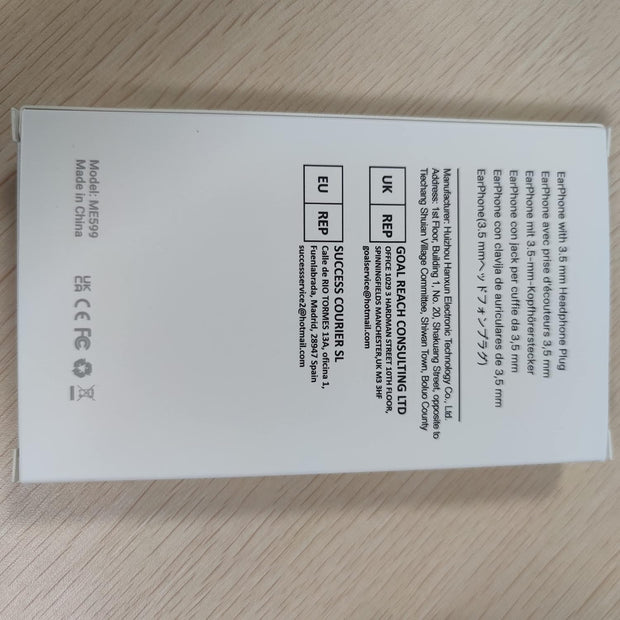 EarPhone with 3.5 mm Headphone Plug
EarPhone avec prise d'écouteurs 3,5 mm
EarPhone mit 3.5-mm-Kopfhörerstecker
EarPhone con jack per cuffie da 3,5 mm
EarPhone con clavija de auriculares de 3,5 mm
EarPhone(3.5 mmヘッドフォンプラグ)
Manufacturer: Huizhou Hanxun Electronic Technology Co., Ltd.
Address: 1st Floor, Building 1, No. 20, Shakuang Street, opposite to
Tiechang Shuian Village Committee, Shiwan Town, Boluo County
UK REP
GOAL REACH CONSULTING LTD
OFFICE 1029 3 HARDMAN STREET 10TH FLOOR,
SPINNINGFIELDS MANCHESTER,UK M3 3HF
goalservice@hotmail.com
EU REP
SUCCESS COURIER SL
Calle de RIO TORMES 13A, oficina 1,
Fuenlabrada, Madrid, 28947 Spain
successservice2@hotmail.com
Model: ME599
Made in China
UK
CA CE FC